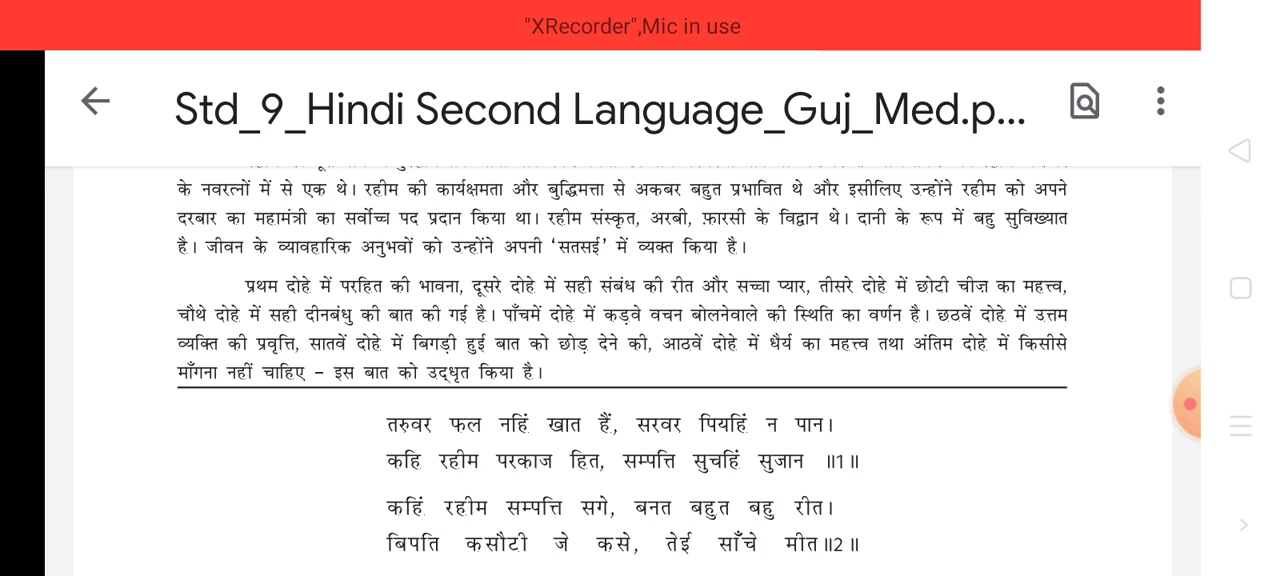 "XRecorder",Mic in use
Std_9_Hindi Second Language_Guj_Med.p...
के नवरत्नों में से एक थे। रहीम की कार्यक्षमता और बुद्धिमत्ता से अकबर बहुत प्रभावित थे और इसीलिए उन्होंने रहीम को अपने
दरबार का महामंत्री का सर्वोच्च पद प्रदान किया था। रहीम संस्कृत, अरबी, फ़ारसी के विद्वान थे। दानी के रूप में बहु सुविख्यात
है। जीवन के व्यावहारिक अनुभवों को उन्होंने अपनी ‘सतसई’ में व्यक्त किया है।
प्रथम दोहे में परहित की भावना, दूसरे दोहे में सही संबंध की रीत और सच्चा प्यार, तीसरे दोहे में छोटी चीज़ का महत्त्व,
चौथे दोहे में सही दीनबंधु की बात की गई है। पाँचमें दोहे में कड़वे वचन बोलनेवाले की स्थिति का वर्णन है। छठवें दोहे में उत्तम
व्यक्ति की प्रवृत्ति, सातवें दोहे में बिगड़ी हुई बात को छोड़ देने की, आठवें दोहे में धैर्य का महत्त्व तथा अंतिम दोहे में किसीसे
माँगना नहीं चाहिए – इस बात को उद्धृत किया है।
तरुवर फल नहिं खात हैं, सरवर पियहिं न पान।
कहि रहीम परकाज हित, सम्पत्ति सुचहिं सुजान ॥1॥
कहिं रहीम सम्पत्ति सगे, बनत बहुत बहु रीत।
बिपति कसौटी जे कसे, तेई साँचे मीत॥2॥